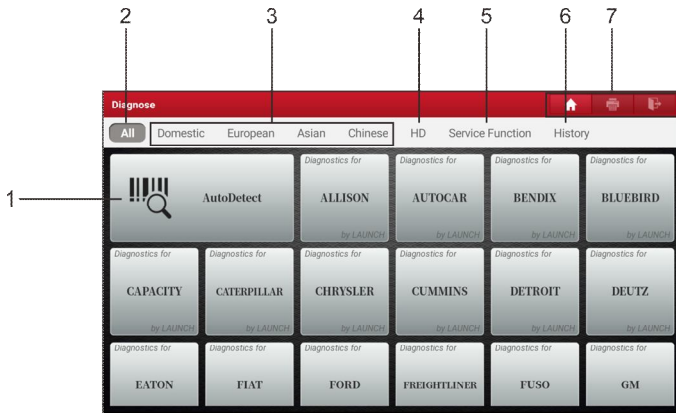 2 3 4 5 6 7
Diagnose
All Domestic European Asian Chinese HD Service Function History
1
AutoDetect
Diagnostics for Diagnostics for Diagnostics for Diagnostics for
ALLISON AUTOCAR BENDIX BLUEBIRD
by LAUNCH by LAUNCH by LAUNCH by LAUNCH
Diagnostics for Diagnostics for Diagnostics for Diagnostics for Diagnostics for Diagnostics for
CAPACITY CATERPILLAR CHRYSLER CUMMINS DETROIT DEUTZ
by LAUNCH by LAUNCH by LAUNCH by LAUNCH by LAUNCH by LAUNCH
Diagnostics for Diagnostics for Diagnostics for Diagnostics for Diagnostics for Diagnostics for
EATON FIAT FORD FREIGHTLINER FUSO GM